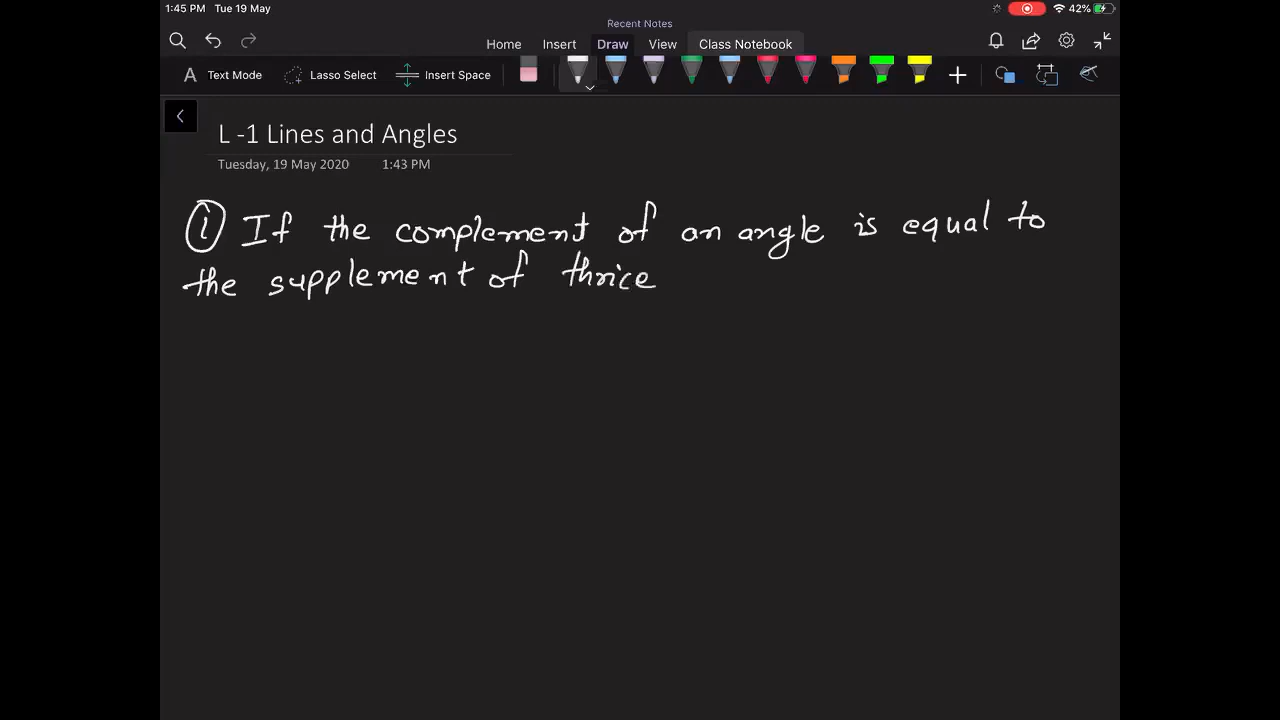 1:45 PM Tue 19 May
42%
Recent Notes
Home Insert Draw View Class Notebook
A Text Mode Lasso Select Insert Space
L -1 Lines and Angles
Tuesday, 19 May 2020 1:43 PM
① If the complement of an angle is equal to
the supplement of thrice